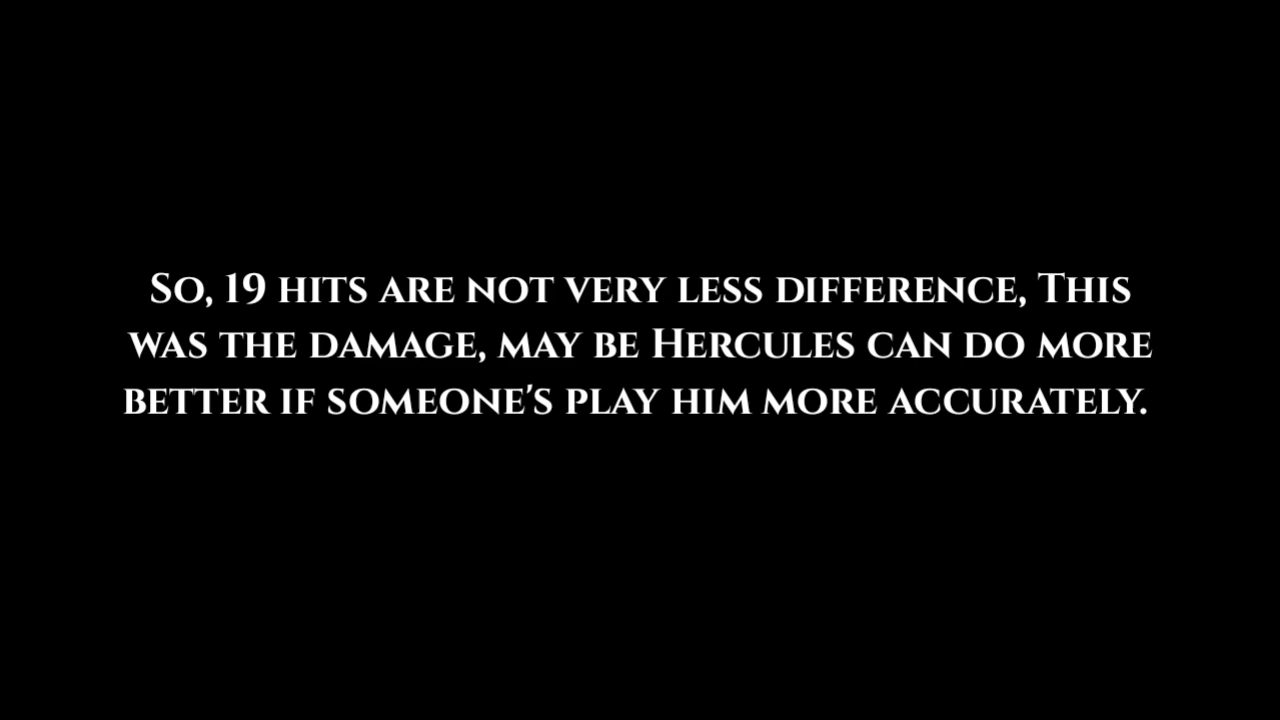 So, 19 hits are not very less difference, This
was the damage, may be Hercules can do more
better if someone's play him more accurately.